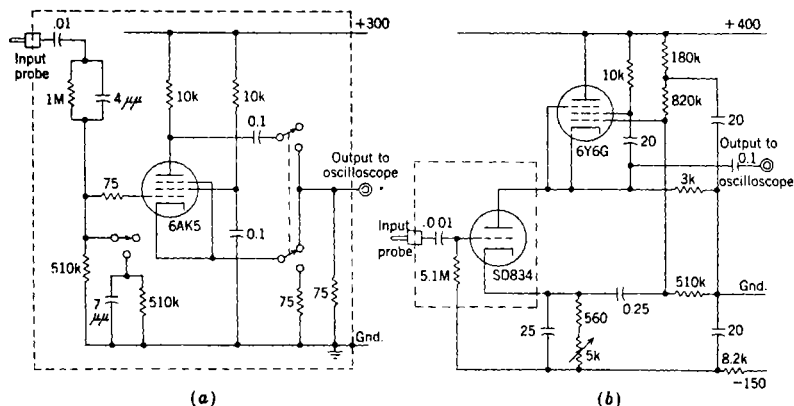 .01
+300
Input
probe
1M
4 μμ
10k
10k
0.1
Output to
oscilloscope
75
6AK5
0.1
510k
7
μμ
510k
75
75
Gnd.
(a)
+400
180k
10k
820k
20
6Y6G
20
Output to
oscilloscope
0.1
3k
Input
probe
.001
SD834
5.1M
0.25
510k
Gnd.
25
560
5k
20
8.2k
-150
(b)